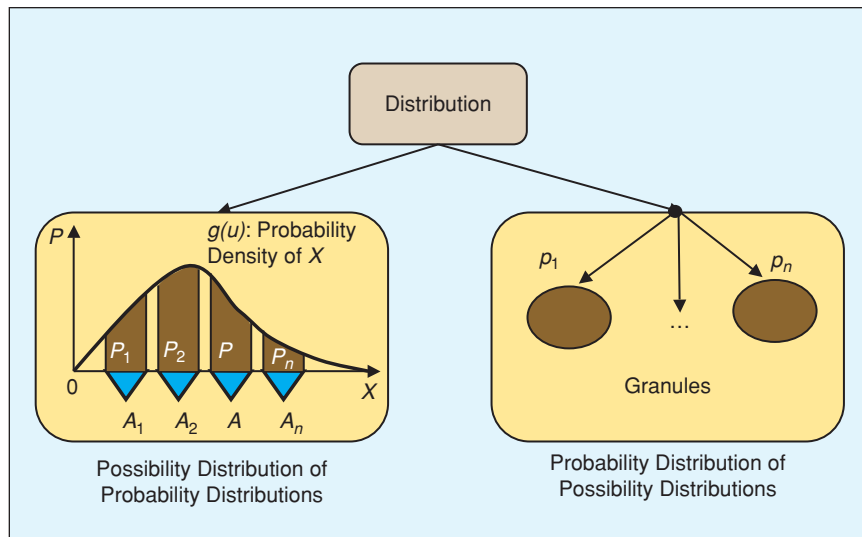 Distribution
P
g(u): Probability
Density of X
P1 P2 P Pn
0
X
A1 A2 A An
Possibility Distribution of
Probability Distributions
p1
pn
...
Granules
Probability Distribution of
Possibility Distributions